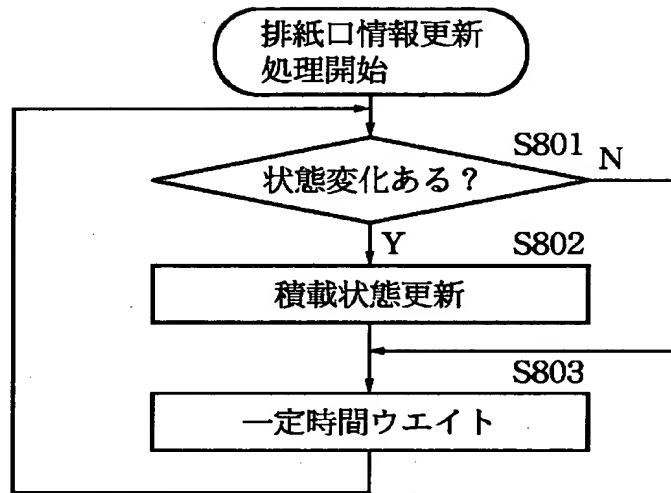 排紙口情報更新
処理開始
S801
状態変化ある?
N
Y
S802
積載状態更新
S803
一定時間ウエイト